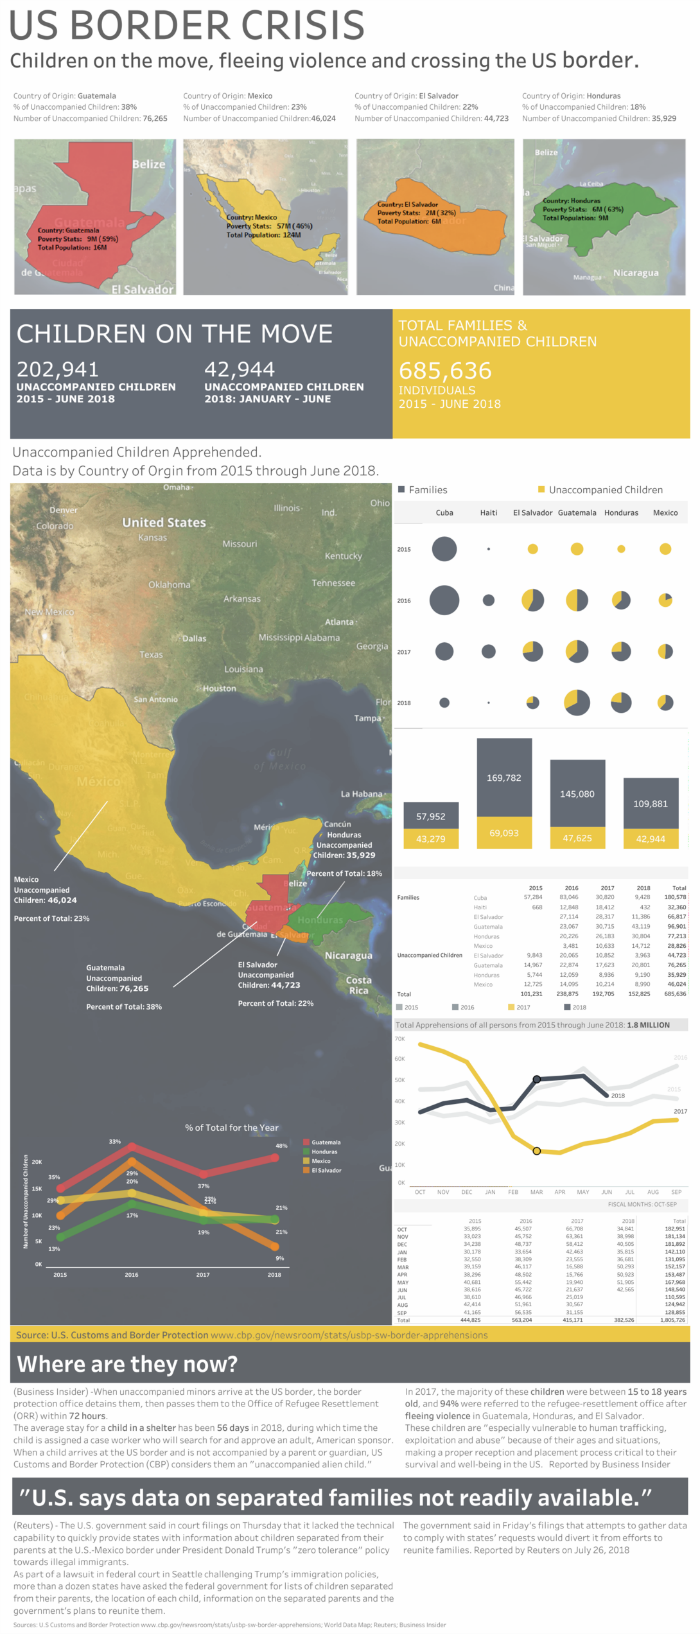 US BORDER CRISIS
Children on the move, fleeing violence and crossing the US border.
Country of Origin: Guatemala
% of Unaccompanied Children: 38%
Number of Unaccompanied Children: 76,265
Country of Origin: Mexico
% of Unaccompanied Children: 23%
Number of Unaccompanied Children:46,024
Country of Origin: El Salvador
% of Unaccompanied Children: 22%
Number of Unaccompanied Children: 44,723
Country of Origin: Honduras
% of Unaccompanied Children: 18%
Number of Unaccompanied Children: 35,929
Belize
apas
Guatemala
Country: Guatemala
Poverty Stats: 9M ( 59%)
Total Population: 16M
El Salvador
Country: Mexico
Poverty Stats: 57M ( 46%)
Total Population: 124M
Country: El Salvador
Poverty Stats: 2M ( 32%)
Total Population: 6M
China
Belize
La Ceiba
Country: Honduras
Poverty Stats: 6M ( 63%)
Total Population: 9M
El Salvador
San Miguel
Nicaragua
Managua
CHILDREN ON THE MOVE
202,941
UNACCOMPANIED CHILDREN
2015 - JUNE 2018
42,944
UNACCOMPANIED CHILDREN
2018: JANUARY - JUNE
TOTAL FAMILIES &
UNACCOMPANIED CHILDREN
685,636
INDIVIDUALS
2015 - JUNE 2018
Unaccompanied Children Apprehended.
Data is by Country of Orgin from 2015 through June 2018.
Omaha
Denver
Colorado
United States
Kansas
Illinois
Ind.
Ohio
Missouri
Kentucky
Oklahoma
Tennessee
Arkansas
New Mexico
Atlanta
Dallas
Mississippi Alabama
Georgia
Texas
Louisiana
San Antonio
Houston
Flor
Tampa
Gulf
of Mexico
Mexico
La Habana
Mérida
Cancún
Honduras
Unaccompanied
Children: 35,929
Percent of Total: 18%
Belize
Puerto Escondido
Guatemala
Honduras
de Guatemala
El Salvador
Nicaragua
Costa
Rica
Mexico
Unaccompanied
Children: 46,024
Percent of Total: 23%
Guatemala
Unaccompanied
Children: 76,265
Percent of Total: 38%
El Salvador
Unaccompanied
Children: 44,723
Percent of Total: 22%
Gua
% of Total for the Year
Number of Unaccompanied Children
20K
15K
10K
5K
0K
35%
29%
23%
13%
33%
29%
20%
17%
37%
19%
48%
21%
21%
9%
2015 2016 2017 2018
Guatemala
Honduras
Mexico
El Salvador
Families Unaccompanied Children
Cuba Haiti El Salvador Guatemala Honduras Mexico
2015
2016
2017
2018
57,952
43,279
169,782
69,093
145,080
47,625
109,881
42,944
2015 2016 2017 2018 Total
Families Cuba 57,284 83,046 30,820 9,428 180,578
Haiti 668 12,848 18,412 432 32,360
El Salvador 27,114 28,317 11,386 66,817
Guatemala 23,067 30,715 43,119 96,901
Honduras 20,226 26,183 30,804 77,213
Mexico 3,481 10,633 14,712 28,826
Unaccompanied Children El Salvador 9,843 20,065 10,852 3,963 44,723
Guatemala 14,967 22,874 17,623 20,801 76,265
Honduras 5,744 12,059 8,936 9,190 35,929
Mexico 12,725 14,095 10,214 8,990 46,024
Total 101,231 238,875 192,705 152,825 685,636
2015 2016 2017 2018
Total Apprehensions of all persons from 2015 through June 2018: 1.8 MILLION
70K
60K
50K
40K
30K
20K
10K
0K
2016
2015
2018
2017
OCT NOV DEC JAN FEB MAR APR MAY JUN JUL AUG SEP
FISCAL MONTHS: OCT-SEP
2015 2016 2017 2018 Total
OCT 35,895 45,507 66,708 34,841 182,951
NOV 33,023 45,752 63,361 38,998 181,134
DEC 34,238 48,737 58,412 40,505 181,892
JAN 30,178 33,654 42,463 35,815 142,110
FEB 32,550 38,309 23,555 36,681 131,095
MAR 39,159 46,117 16,588 50,293 152,157
APR 38,296 48,502 15,766 50,923 153,487
MAY 40,681 55,442 19,940 51,905 167,968
JUN 38,616 45,722 21,637 42,565 148,540
JUL 38,610 46,966 25,019 110,595
AUG 42,414 51,961 30,567 124,942
SEP 41,165 56,535 31,155 128,855
Total 444,825 563,204 415,171 382,526 1,805,726
Source: U.S. Customs and Border Protection www.cbp.gov/newsroom/stats/usbp-sw-border-apprehensions
Where are they now?
(Business Insider) -When unaccompanied minors arrive at the US border, the border
protection office detains them, then passes them to the Office of Refugee Resettlement
(ORR) within 72 hours.
The average stay for a child in a shelter has been 56 days in 2018, during which time the
child is assigned a case worker who will search for and approve an adult, American sponsor.
When a child arrives at the US border and is not accompanied by a parent or guardian, US
Customs and Border Protection (CBP) considers them an "unaccompanied alien child."
In 2017, the majority of these children were between 15 to 18 years
old, and 94% were referred to the refugee-resettlement office after
fleeing violence in Guatemala, Honduras, and El Salvador.
These children are "especially vulnerable to human trafficking,
exploitation and abuse" because of their ages and situations,
making a proper reception and placement process critical to their
survival and well-being in the US. Reported by Business Insider
"U.S. says data on separated families not readily available."
(Reuters) - The U.S. government said in court filings on Thursday that it lacked the technical
capability to quickly provide states with information about children separated from their
parents at the U.S.-Mexico border under President Donald Trump's "zero tolerance" policy
towards illegal immigrants.
As part of a lawsuit in federal court in Seattle challenging Trump's immigration policies,
more than a dozen states have asked the federal government for lists of children separated
from their parents, the location of each child, information on the separated parents and the
government's plans to reunite them.
The government said in Friday's filings that attempts to gather data
to comply with states' requests would divert it from efforts to
reunite families. Reported by Reuters on July 26, 2018
Sources: U.S Customs and Border Protection www.cbp.gov/newsroom/stats/usbp-sw-border-apprehensions; World Data Map; Reuters; Business Insider